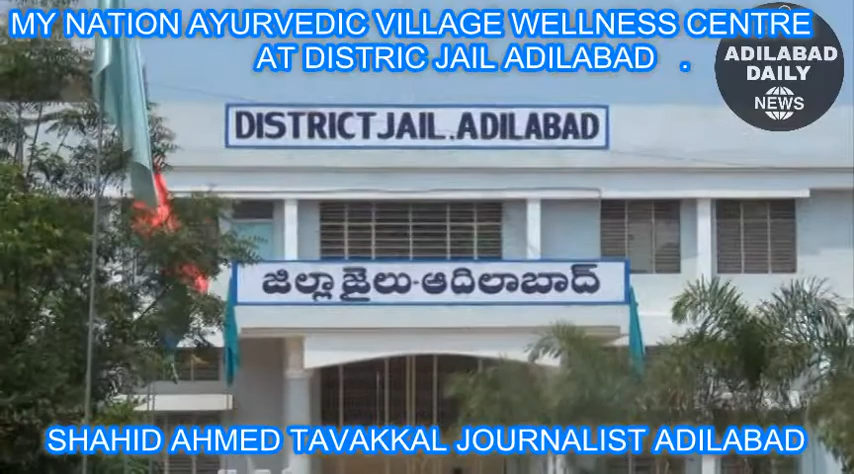 MY NATION AYURVEDIC VILLAGE WELLNESS CENTRE
AT DISTRIC JAIL ADILABAD .
ADILABAD
DAILY
NEWS
DISTRICT JAIL.ADILABAD
జిల్లా జైలు-ఆదిలాబాద్
SHAHID AHMED TAVAKKAL JOURNALIST ADILABAD